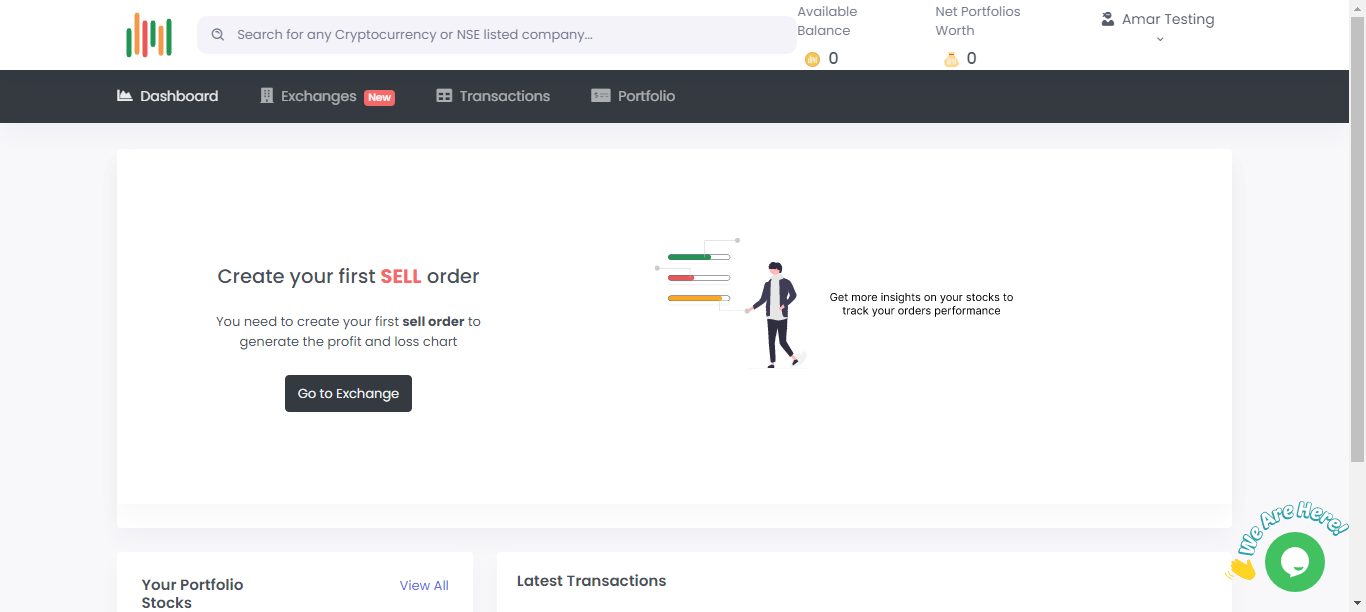 Search for any Cryptocurrency or NSE listed company...
Available
Balance
0
Net Portfolios
Worth
0
Amar Testing
Dashboard
Exchanges New
Transactions
Portfolio
Create your first SELL order
You need to create your first sell order to
generate the profit and loss chart
Go to Exchange
Get more insights on your stocks to
track your orders performance
We Are Here!
Your Portfolio
Stocks
View All
Latest Transactions